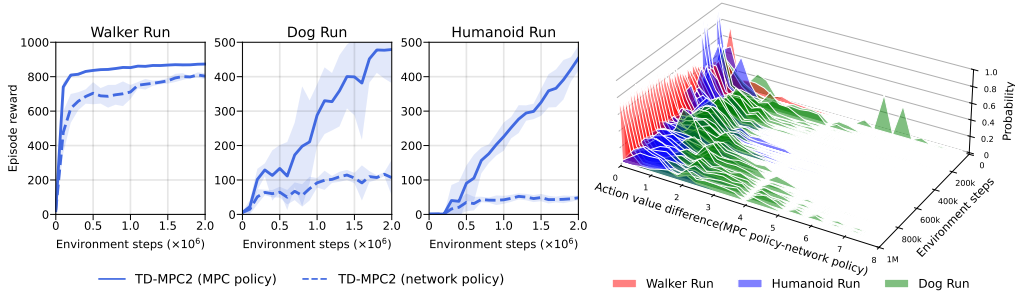 Walker Run
Dog Run
Humanoid Run
Episode reward
1000
800
600
400
200
0
0
0.5
1.0
1.5
2.0
Environment steps (×10⁶)
500
400
300
200
100
0
0
0.5
1.0
1.5
2.0
Environment steps (×10⁶)
500
400
300
200
100
0
0
0.5
1.0
1.5
2.0
Environment steps (×10⁶)
TD-MPC2 (MPC policy)
TD-MPC2 (network policy)
1.0
0.8
0.6
0.4
0.2
0
Probability
0
200k
400k
600k
800k
1M
Environment steps
0
1
2
3
4
5
6
7
8
Action value difference(MPC policy-network policy)
Walker Run
Humanoid Run
Dog Run